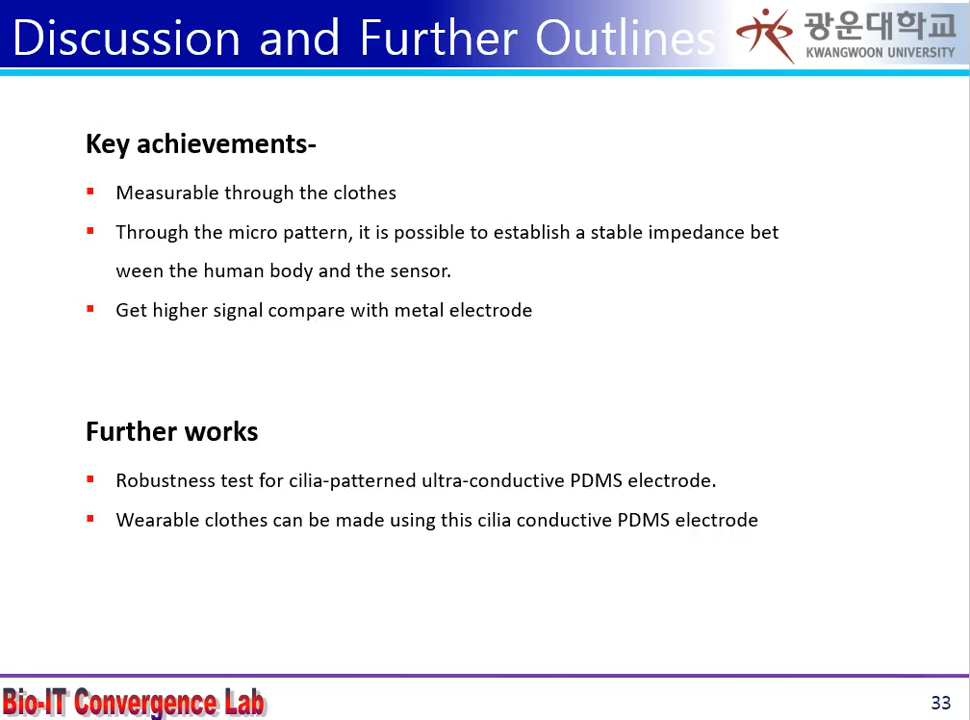 Discussion and Further Outlines
광운대학교
KWANGWOON UNIVERSITY
Key achievements-
Measurable through the clothes
Through the micro pattern, it is possible to establish a stable impedance bet
ween the human body and the sensor.
Get higher signal compare with metal electrode
Further works
Robustness test for cilia-patterned ultra-conductive PDMS electrode.
Wearable clothes can be made using this cilia conductive PDMS electrode
Bio-IT Convergence Lab
33